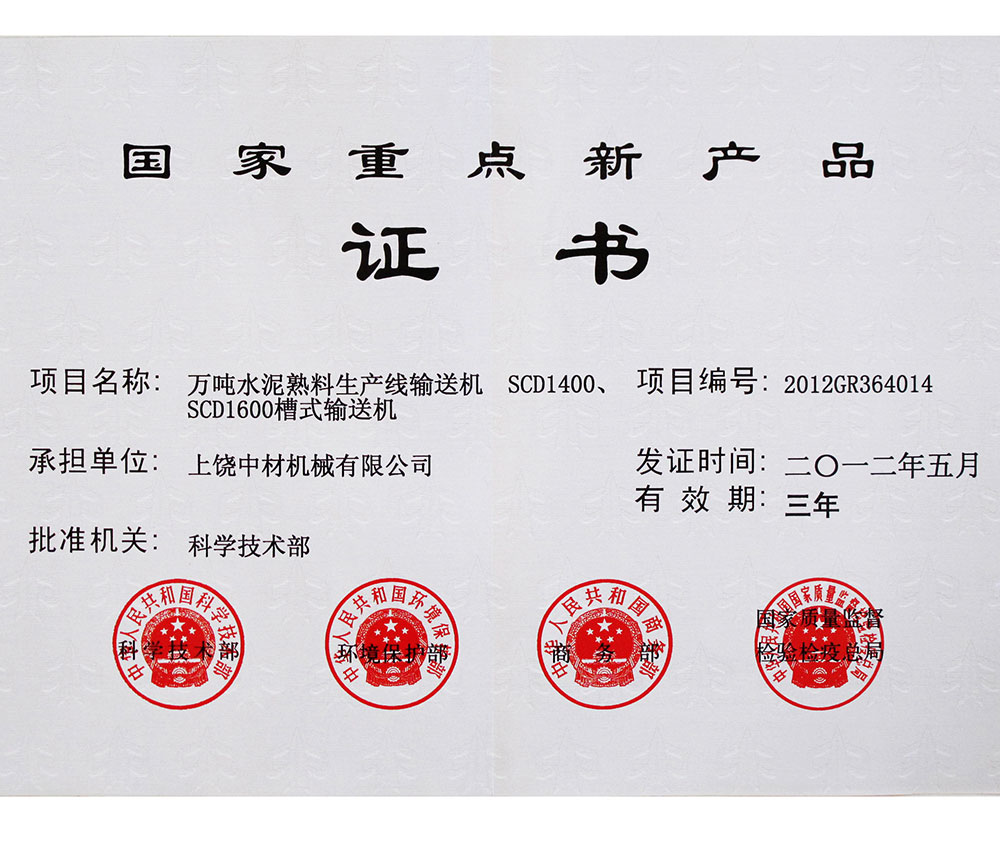 国家重点新产品
证书
项目名称: 万吨水泥熟料生产线输送机 SCD1400、 项目编号: 2012GR364014
SCD1600槽式输送机
承担单位: 上饶中材机械有限公司
发证时间: 二〇一二年五月
有效期: 三年
批准机关: 科学技术部
中华人民共和国科学技术部
科学技术部
中华人民共和国环境保护部
环境保护部
中华人民共和国商务部
商务部
国家质量监督
检验检疫总局